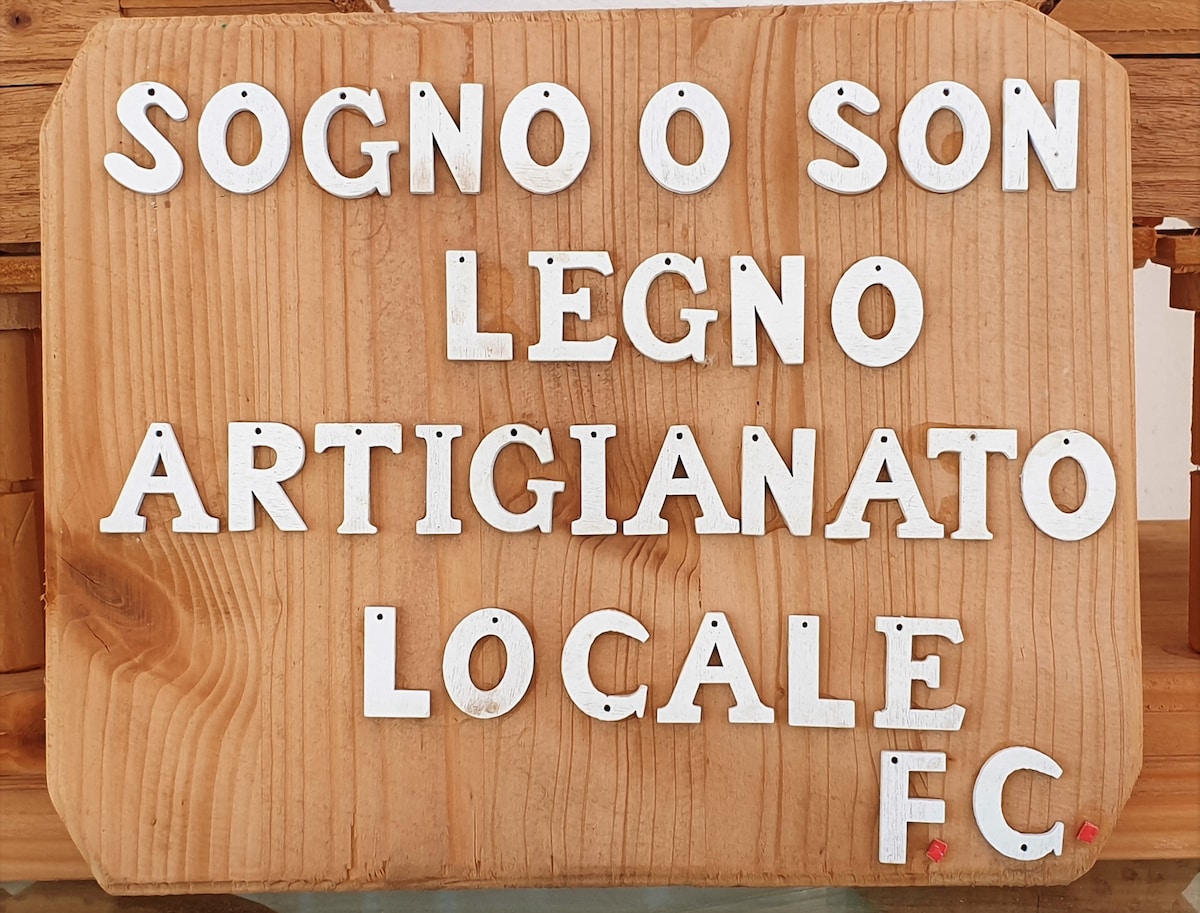 SOGNO O SON
LEGNO
ARTIGIANATO
LOCALE
F.C.